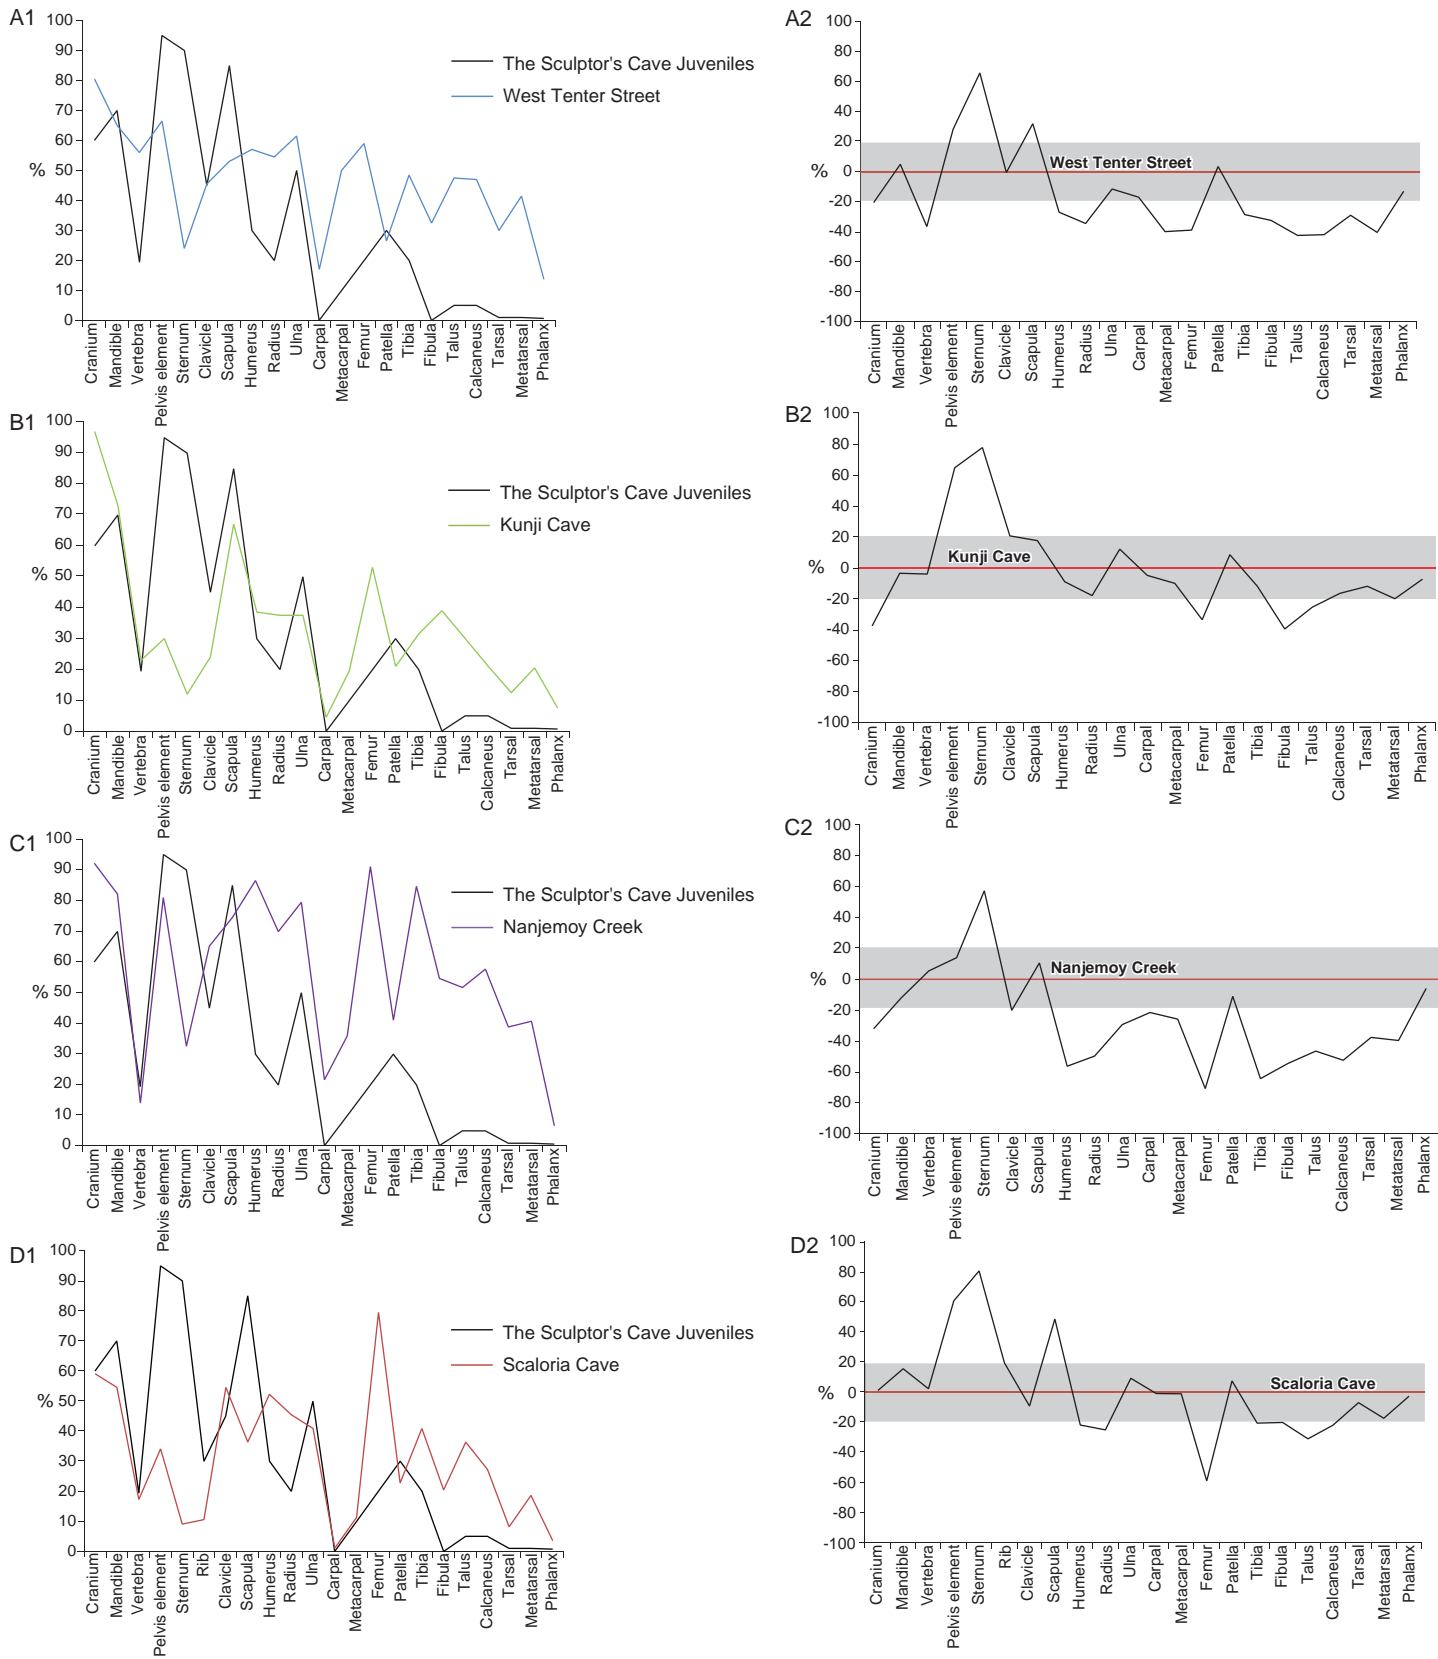 A1
100
90
80
70
60
50
40
30
20
10
0
%
The Sculptor's Cave Juveniles
West Tenter Street
Cranium
Mandible
Vertebra
Pelvis element
Sternum
Clavicle
Scapula
Humerus
Radius
Ulna
Carpal
Metacarpal
Femur
Patella
Tibia
Fibula
Talus
Calcaneus
Tarsal
Metatarsal
Phalanx
A2
100
80
60
40
20
0
-20
-40
-60
-80
-100
%
West Tenter Street
Cranium
Mandible
Vertebra
Pelvis element
Sternum
Clavicle
Scapula
Humerus
Radius
Ulna
Carpal
Metacarpal
Femur
Patella
Tibia
Fibula
Talus
Calcaneus
Tarsal
Metatarsal
Phalanx
B1
100
90
80
70
60
50
40
30
20
10
0
%
The Sculptor's Cave Juveniles
Kunji Cave
Cranium
Mandible
Vertebra
Pelvis element
Sternum
Clavicle
Scapula
Humerus
Radius
Ulna
Carpal
Metacarpal
Femur
Patella
Tibia
Fibula
Talus
Calcaneus
Tarsal
Metatarsal
Phalanx
B2
100
80
60
40
20
0
-20
-40
-60
-80
-100
%
Kunji Cave
Cranium
Mandible
Vertebra
Pelvis element
Sternum
Clavicle
Scapula
Humerus
Radius
Ulna
Carpal
Metacarpal
Femur
Patella
Tibia
Fibula
Talus
Calcaneus
Tarsal
Metatarsal
Phalanx
C1
100
90
80
70
60
50
40
30
20
10
0
%
The Sculptor's Cave Juveniles
Nanjemoy Creek
Cranium
Mandible
Vertebra
Pelvis element
Sternum
Clavicle
Scapula
Humerus
Radius
Ulna
Carpal
Metacarpal
Femur
Patella
Tibia
Fibula
Talus
Calcaneus
Tarsal
Metatarsal
Phalanx
C2
100
80
60
40
20
0
-20
-40
-60
-80
-100
%
Nanjemoy Creek
Cranium
Mandible
Vertebra
Pelvis element
Sternum
Clavicle
Scapula
Humerus
Radius
Ulna
Carpal
Metacarpal
Femur
Patella
Tibia
Fibula
Talus
Calcaneus
Tarsal
Metatarsal
Phalanx
D1
100
90
80
70
60
50
40
30
20
10
0
%
The Sculptor's Cave Juveniles
Scaloria Cave
Cranium
Mandible
Vertebra
Pelvis element
Sternum
Rib
Clavicle
Scapula
Humerus
Radius
Ulna
Carpal
Metacarpal
Femur
Patella
Tibia
Fibula
Talus
Calcaneus
Tarsal
Metatarsal
Phalanx
D2
100
80
60
40
20
0
-20
-40
-60
-80
-100
%
Scaloria Cave
Cranium
Mandible
Vertebra
Pelvis element
Sternum
Rib
Clavicle
Scapula
Humerus
Radius
Ulna
Carpal
Metacarpal
Femur
Patella
Tibia
Fibula
Talus
Calcaneus
Tarsal
Metatarsal
Phalanx